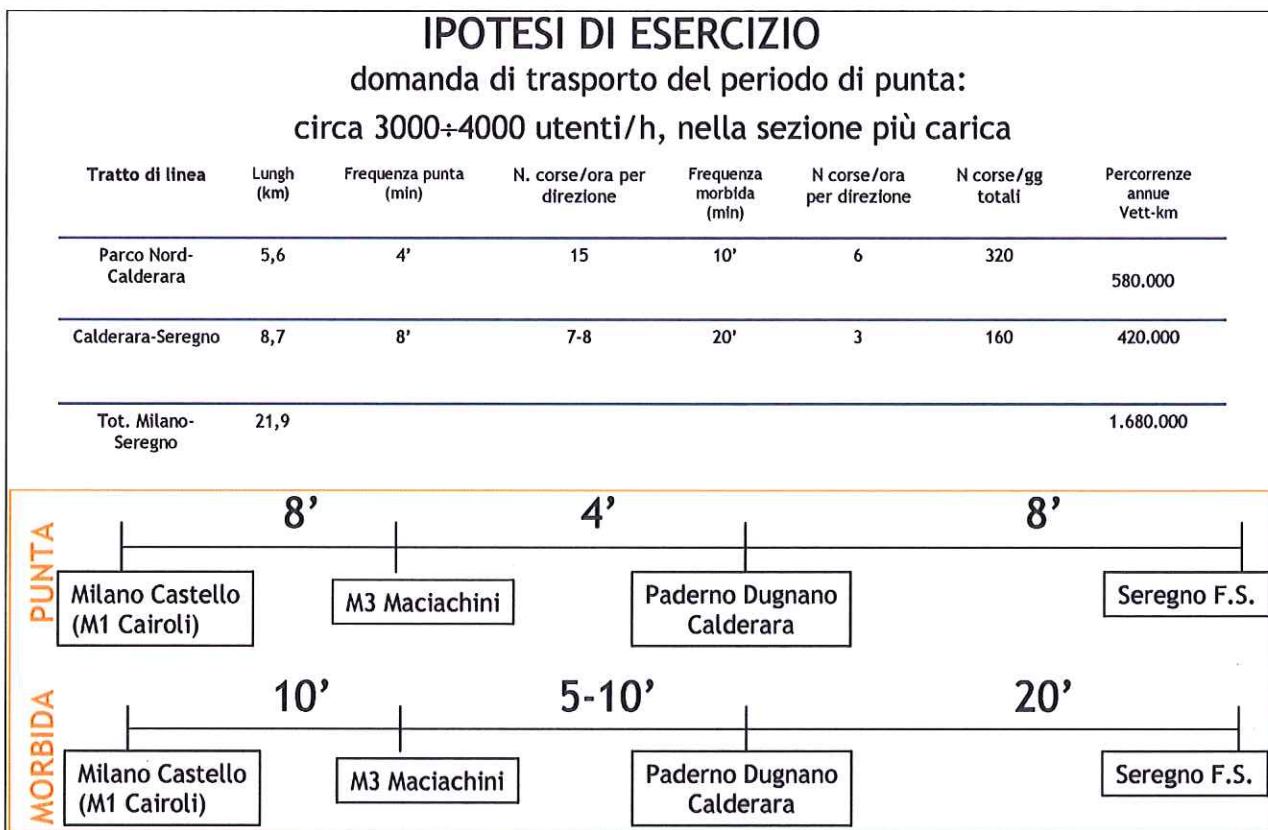 IPOTESI DI ESERCIZIO
domanda di trasporto del periodo di punta:
circa 3000÷4000 utenti/h, nella sezione più carica
Tratto di linea Lungh (km) Frequenza punta (min) N. corse/ora per direzione Frequenza morbida (min) N corse/ora per direzione N corse/gg totali Percorrenze annue Vett-km
Parco Nord-Calderara 5,6 4' 15 10' 6 320 580.000
Calderara-Seregno 8,7 8' 7-8 20' 3 160 420.000
Tot. Milano-Seregno 21,9 1.680.000
PUNTA
8' 4' 8'
Milano Castello (M1 Cairoli) M3 Maciachini Paderno Dugnano Calderara Seregno F.S.
MORBIDA
10' 5-10' 20'
Milano Castello (M1 Cairoli) M3 Maciachini Paderno Dugnano Calderara Seregno F.S.